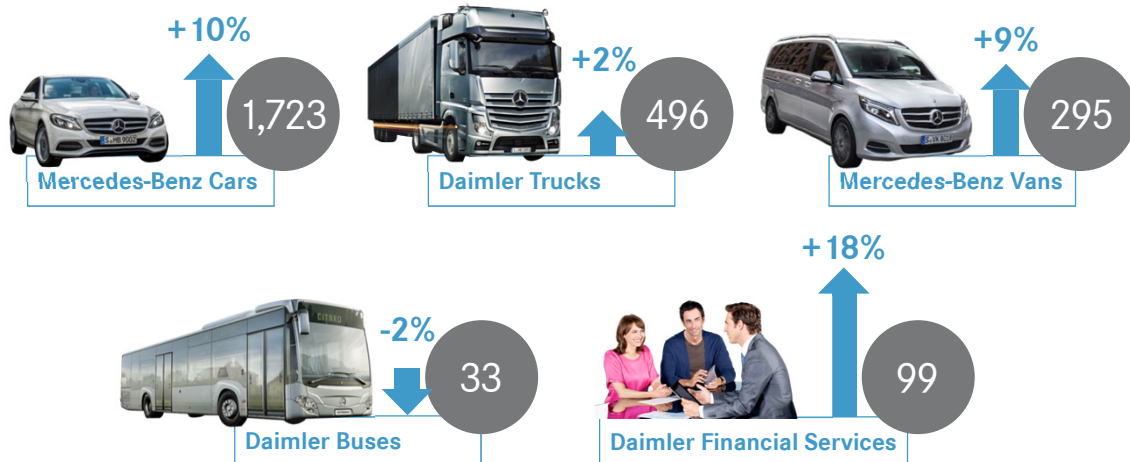 +10%
1,723
Mercedes-Benz Cars
+2%
496
Daimler Trucks
+9%
295
Mercedes-Benz Vans
CITARO
-2%
33
Daimler Buses
+18%
99
Daimler Financial Services